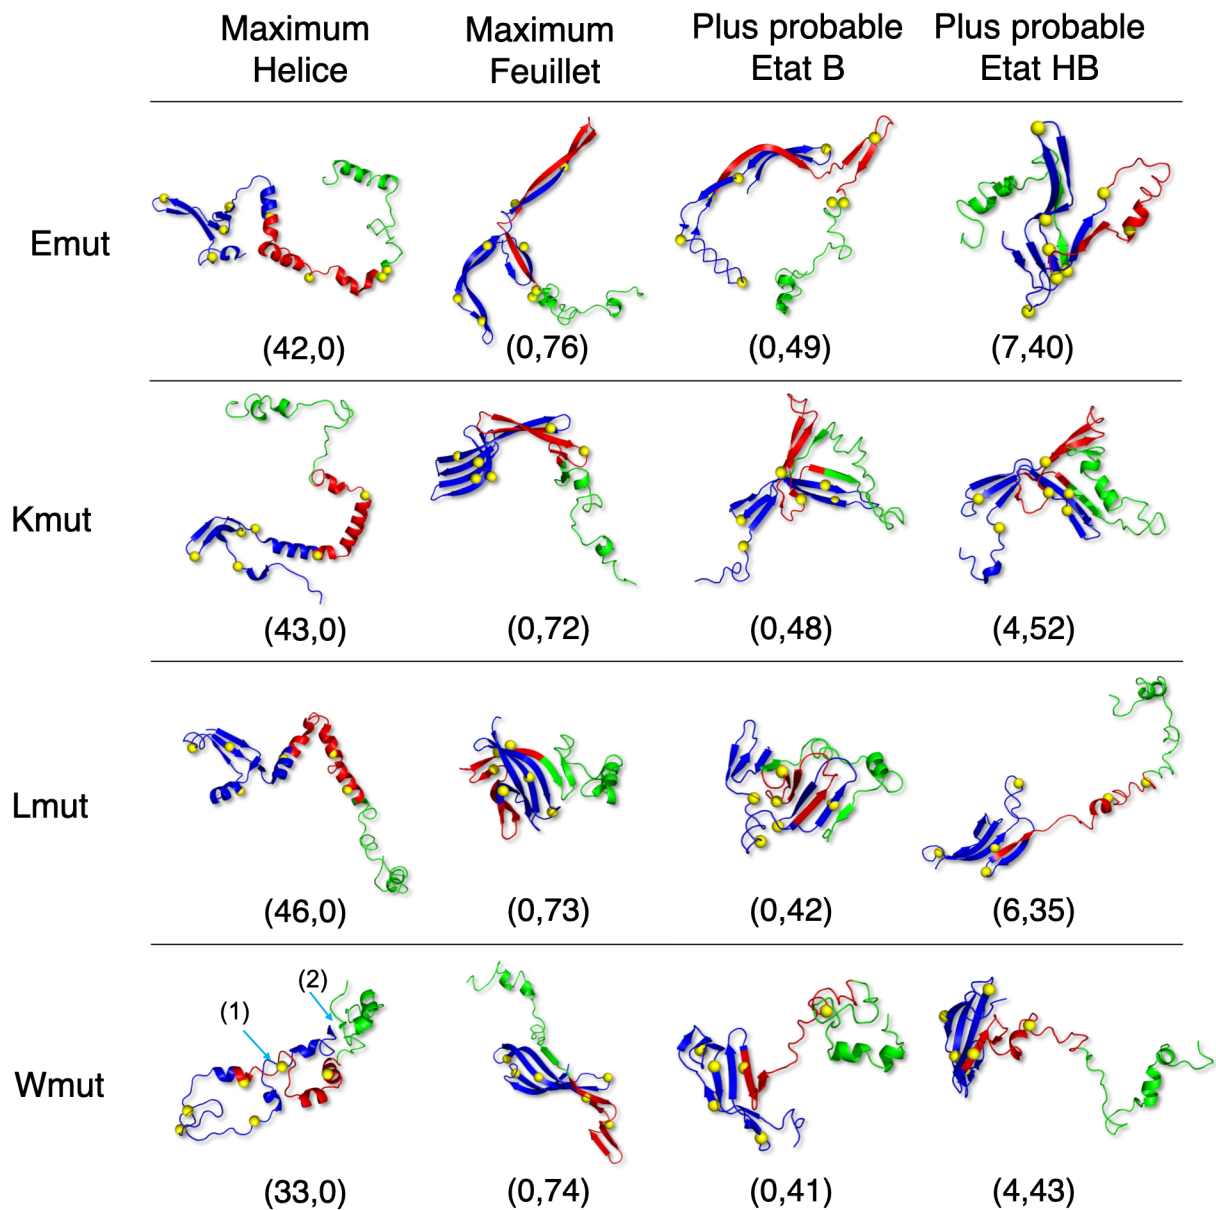 Maximum Helice
Maximum Feuillet
Plus probable Etat B
Plus probable Etat HB
Emut
(42,0)
(0,76)
(0,49)
(7,40)
Kmut
(43,0)
(0,72)
(0,48)
(4,52)
Lmut
(46,0)
(0,73)
(0,42)
(6,35)
Wmut
(1)
(2)
(33,0)
(0,74)
(0,41)
(4,43)